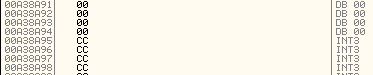 00A38A91 00 DB 00
00A38A92 00 DB 00
00A38A93 00 DB 00
00A38A94 00 DB 00
00A38A95 CC INT3
00A38A96 CC INT3
00A38A97 CC INT3
00A38A98 CC INT3